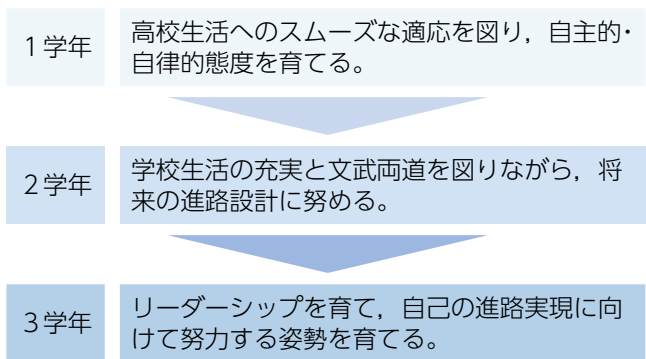 1学年
高校生活へのスムーズな適応を図り，自主的・
自律的態度を育てる。
2学年
学校生活の充実と文武両道を図りながら，将
来の進路設計に努める。
3学年
リーダーシップを育て，自己の進路実現に向
けて努力する姿勢を育てる。